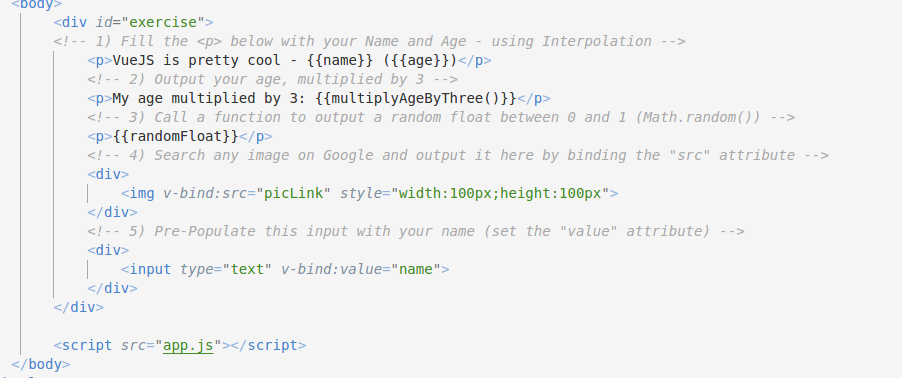 <body>
<div id="exercise">
<!-- 1) Fill the <p> below with your Name and Age - using Interpolation -->
<p>VueJS is pretty cool - {{name}} ({{age}})</p>
<!-- 2) Output your age, multiplied by 3 -->
<p>My age multiplied by 3: {{multiplyAgeByThree()}}</p>
<!-- 3) Call a function to output a random float between 0 and 1 (Math.random()) -->
<p>{{randomFloat}}</p>
<!-- 4) Search any image on Google and output it here by binding the "src" attribute -->
<div>
<img v-bind:src="picLink" style="width:100px;height:100px">
</div>
<!-- 5) Pre-Populate this input with your name (set the "value" attribute) -->
<div>
<input type="text" v-bind:value="name">
</div>
</div>
<script src="app.js"></script>
</body>